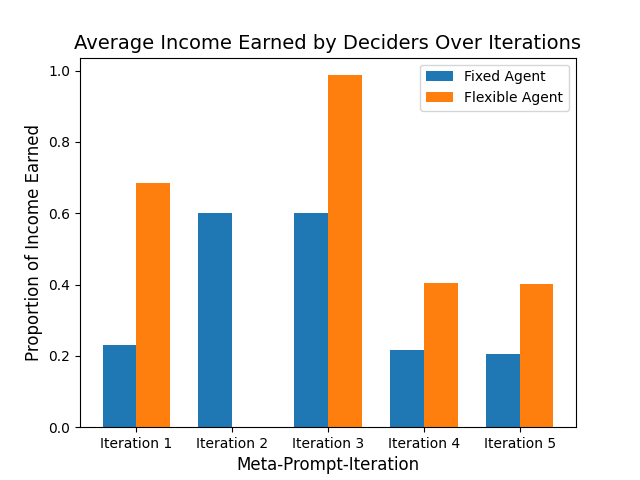 Average Income Earned by Deciders Over Iterations
Fixed Agent
Flexible Agent
Proportion of Income Earned
1.0
0.8
0.6
0.4
0.2
0.0
Iteration 1 Iteration 2 Iteration 3 Iteration 4 Iteration 5
Meta-Prompt-Iteration